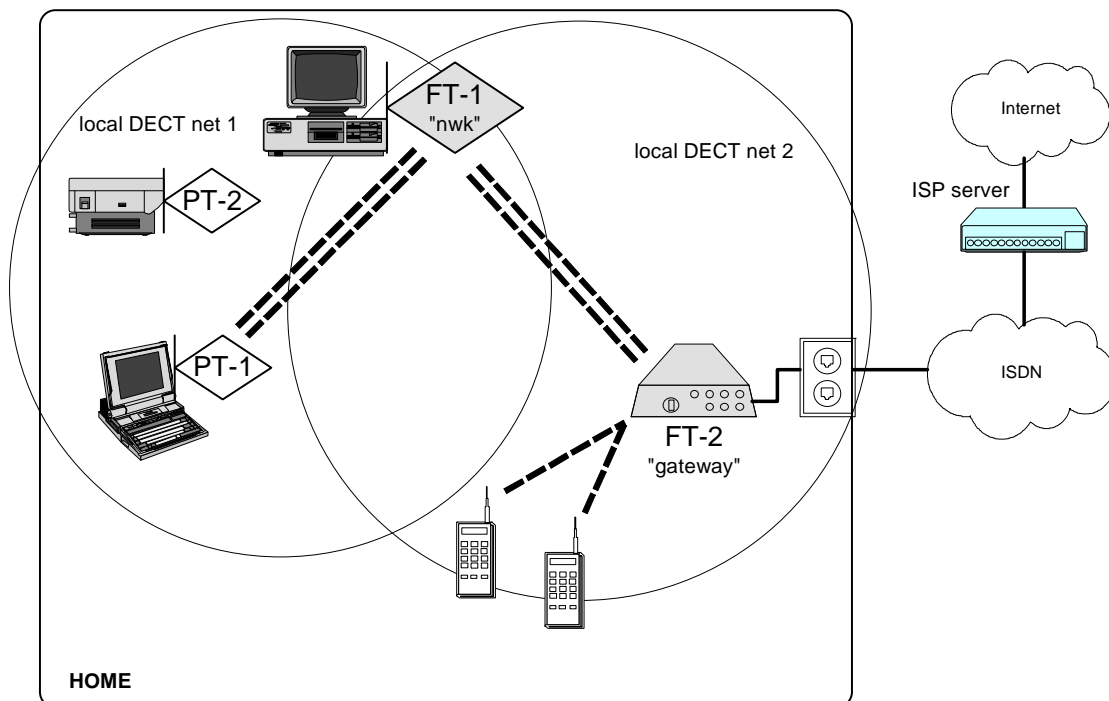 FT-1
"nwk"
local DECT net 1
local DECT net 2
Internet
PT-2
ISP server
PT-1
ISDN
FT-2
"gateway"
HOME